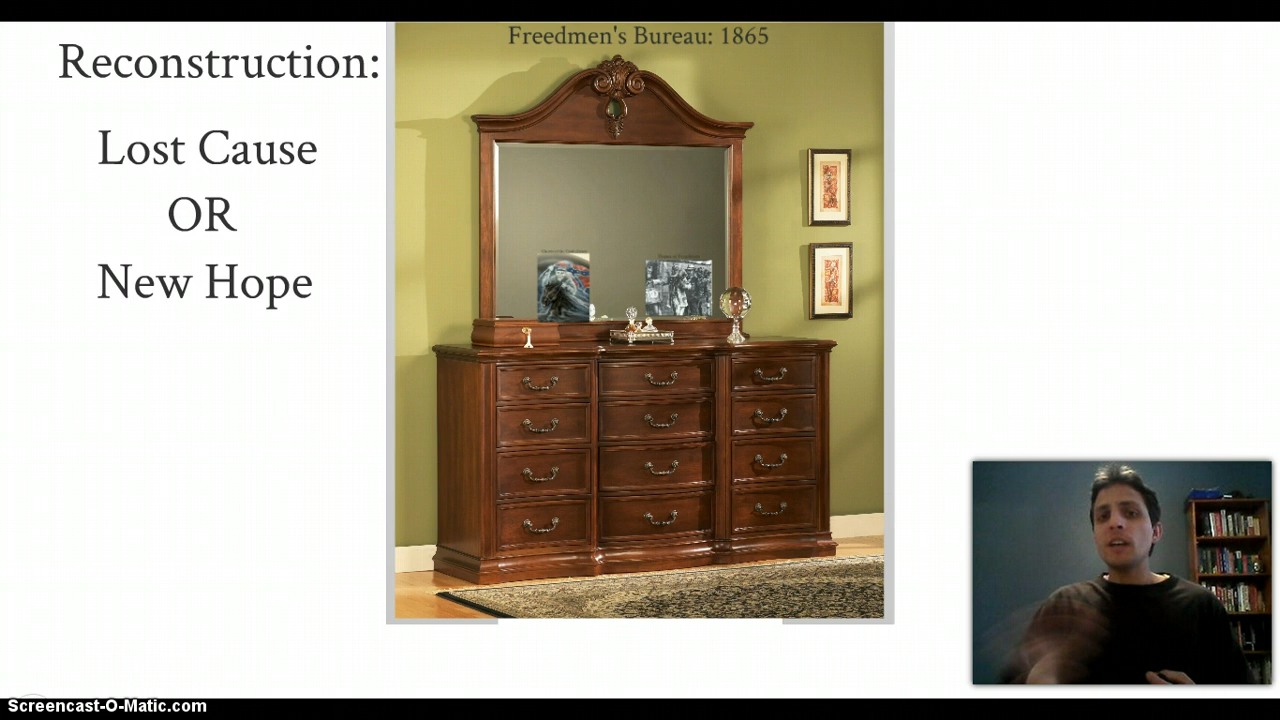 Freedmen's Bureau: 1865
Reconstruction:
Lost Cause
OR
New Hope
Screencast-O-Matic.com